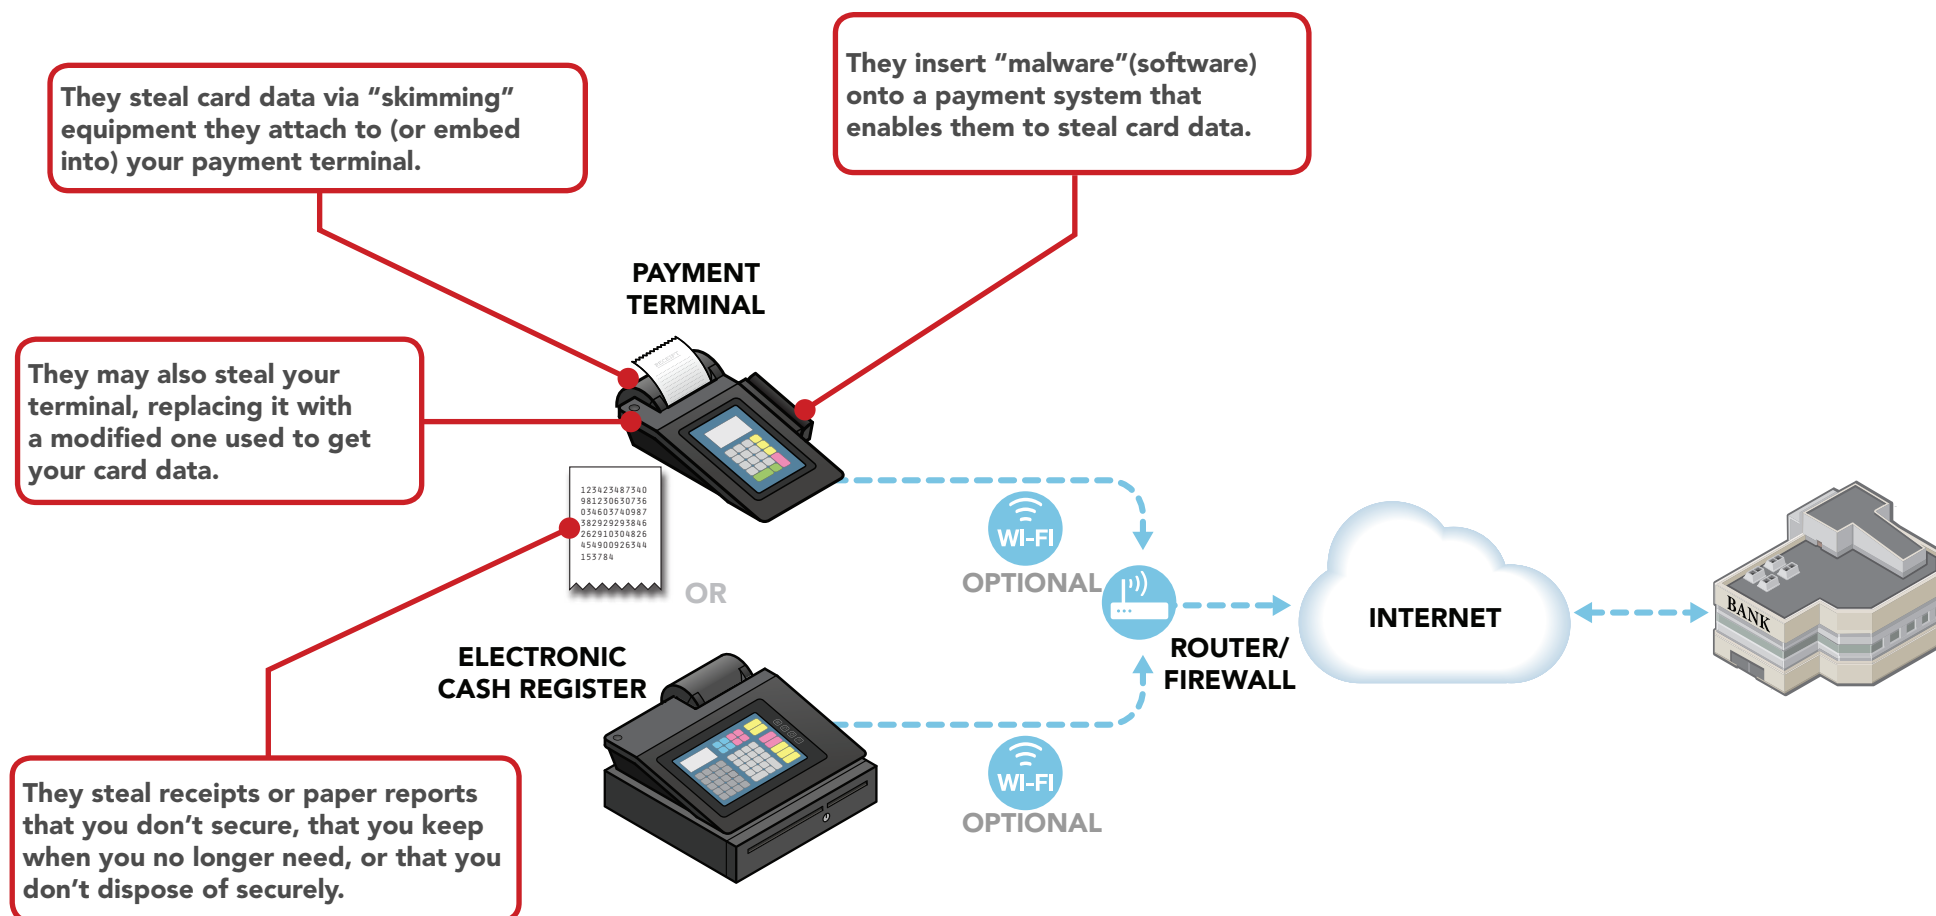 They steal card data via “skimming”
equipment they attach to (or embed
into) your payment terminal.
They insert “malware”(software)
onto a payment system that
enables them to steal card data.
PAYMENT
TERMINAL
They may also steal your
terminal, replacing it with
a modified one used to get
your card data.
RECEIPT
123423487340
981230630736
034603740987
382929293846
262910304826
454900926344
153784
OR
WI-FI
OPTIONAL
ELECTRONIC
CASH REGISTER
ROUTER/
FIREWALL
INTERNET
BANK
WI-FI
OPTIONAL
They steal receipts or paper reports
that you don’t secure, that you keep
when you no longer need, or that you
don’t dispose of securely.